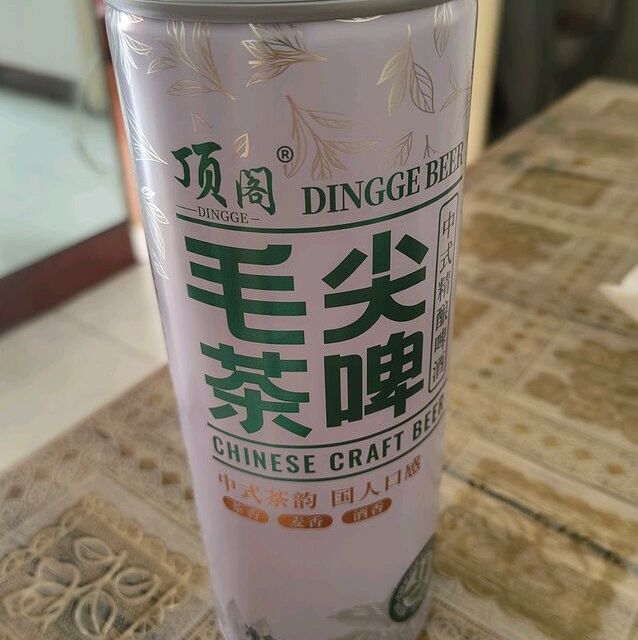 顶阁®
DINGGE
DINGGE BEER
毛尖
茶啤
中式精酿啤酒
CHINESE CRAFT BEER
中式茶韵 国人口感
茶香 麦香 酒香